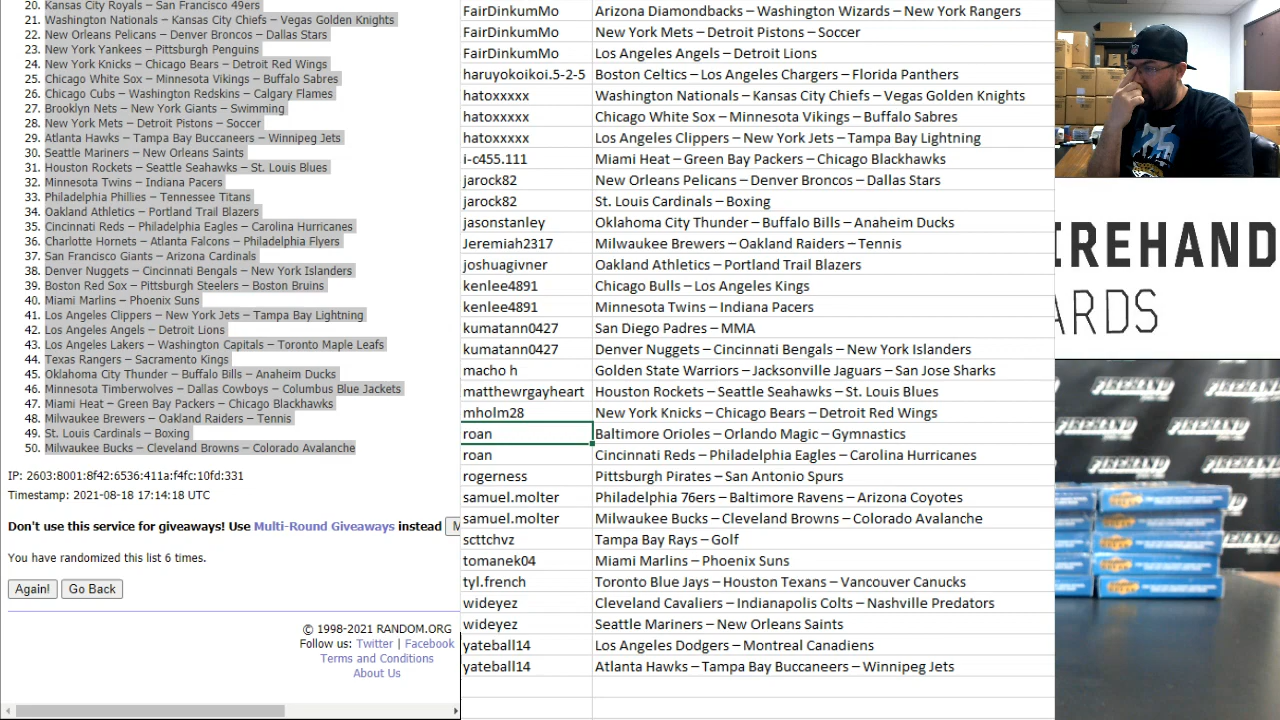 20. Kansas City Royals – San Francisco 49ers
21. Washington Nationals – Kansas City Chiefs – Vegas Golden Knights
22. New Orleans Pelicans – Denver Broncos – Dallas Stars
23. New York Yankees – Pittsburgh Penguins
24. New York Knicks – Chicago Bears – Detroit Red Wings
25. Chicago White Sox – Minnesota Vikings – Buffalo Sabres
26. Chicago Cubs – Washington Redskins – Calgary Flames
27. Brooklyn Nets – New York Giants – Swimming
28. New York Mets – Detroit Pistons – Soccer
29. Atlanta Hawks – Tampa Bay Buccaneers – Winnipeg Jets
30. Seattle Mariners – New Orleans Saints
31. Houston Rockets – Seattle Seahawks – St. Louis Blues
32. Minnesota Twins – Indiana Pacers
33. Philadelphia Phillies – Tennessee Titans
34. Oakland Athletics – Portland Trail Blazers
35. Cincinnati Reds – Philadelphia Eagles – Carolina Hurricanes
36. Charlotte Hornets – Atlanta Falcons – Philadelphia Flyers
37. San Francisco Giants – Arizona Cardinals
38. Denver Nuggets – Cincinnati Bengals – New York Islanders
39. Boston Red Sox – Pittsburgh Steelers – Boston Bruins
40. Miami Marlins – Phoenix Suns
41. Los Angeles Clippers – New York Jets – Tampa Bay Lightning
42. Los Angeles Angels – Detroit Lions
43. Los Angeles Lakers – Washington Capitals – Toronto Maple Leafs
44. Texas Rangers – Sacramento Kings
45. Oklahoma City Thunder – Buffalo Bills – Anaheim Ducks
46. Minnesota Timberwolves – Dallas Cowboys – Columbus Blue Jackets
47. Miami Heat – Green Bay Packers – Chicago Blackhawks
48. Milwaukee Brewers – Oakland Raiders – Tennis
49. St. Louis Cardinals – Boxing
50. Milwaukee Bucks – Cleveland Browns – Colorado Avalanche
IP: 2603:8001:8f42:6536:411a:f4fc:10fd:331
Timestamp: 2021-08-18 17:14:18 UTC
Don't use this service for giveaways! Use Multi-Round Giveaways instead
You have randomized this list 6 times.
Again! Go Back
© 1998-2021 RANDOM.ORG
Follow us: Twitter | Facebook
Terms and Conditions
About Us
FairDinkumMo Arizona Diamondbacks – Washington Wizards – New York Rangers
FairDinkumMo New York Mets – Detroit Pistons – Soccer
FairDinkumMo Los Angeles Angels – Detroit Lions
haruyokoikoi.5-2-5 Boston Celtics – Los Angeles Chargers – Florida Panthers
hatoxxxxx Washington Nationals – Kansas City Chiefs – Vegas Golden Knights
hatoxxxxx Chicago White Sox – Minnesota Vikings – Buffalo Sabres
hatoxxxxx Los Angeles Clippers – New York Jets – Tampa Bay Lightning
i-c455.111 Miami Heat – Green Bay Packers – Chicago Blackhawks
jarock82 New Orleans Pelicans – Denver Broncos – Dallas Stars
jarock82 St. Louis Cardinals – Boxing
jasonstanley Oklahoma City Thunder – Buffalo Bills – Anaheim Ducks
Jeremiah2317 Milwaukee Brewers – Oakland Raiders – Tennis
joshuagivner Oakland Athletics – Portland Trail Blazers
kenlee4891 Chicago Bulls – Los Angeles Kings
kenlee4891 Minnesota Twins – Indiana Pacers
kumatann0427 San Diego Padres – MMA
kumatann0427 Denver Nuggets – Cincinnati Bengals – New York Islanders
macho h Golden State Warriors – Jacksonville Jaguars – San Jose Sharks
matthewrgayheart Houston Rockets – Seattle Seahawks – St. Louis Blues
mholm28 New York Knicks – Chicago Bears – Detroit Red Wings
roan Baltimore Orioles – Orlando Magic – Gymnastics
roan Cincinnati Reds – Philadelphia Eagles – Carolina Hurricanes
rogerness Pittsburgh Pirates – San Antonio Spurs
samuel.molter Philadelphia 76ers – Baltimore Ravens – Arizona Coyotes
samuel.molter Milwaukee Bucks – Cleveland Browns – Colorado Avalanche
scttchvz Tampa Bay Rays – Golf
tomanek04 Miami Marlins – Phoenix Suns
tyl.french Toronto Blue Jays – Houston Texans – Vancouver Canucks
wideyez Cleveland Cavaliers – Indianapolis Colts – Nashville Predators
wideyez Seattle Mariners – New Orleans Saints
yateball14 Los Angeles Dodgers – Montreal Canadiens
yateball14 Atlanta Hawks – Tampa Bay Buccaneers – Winnipeg Jets
IREHAND
ARDS
FIREHAND
FIREHAND
FIREHAND
FIREHAND